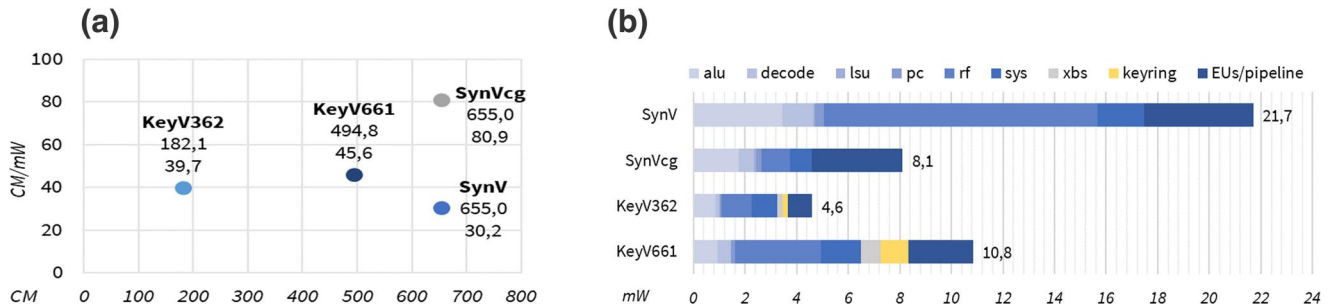 (a)
100
80
60
40
20
0
CM/mW
KeyV362
182,1
39,7
KeyV661
494,8
45,6
SynVcg
655,0
80,9
SynV
655,0
30,2
CM 0 100 200 300 400 500 600 700 800
(b)
alu decode lsu pc rf sys xbs keyring EUs/pipeline
SynV 21,7
SynVcg 8,1
KeyV362 4,6
KeyV661 10,8
mW 0 2 4 6 8 10 12 14 16 18 20 22 24